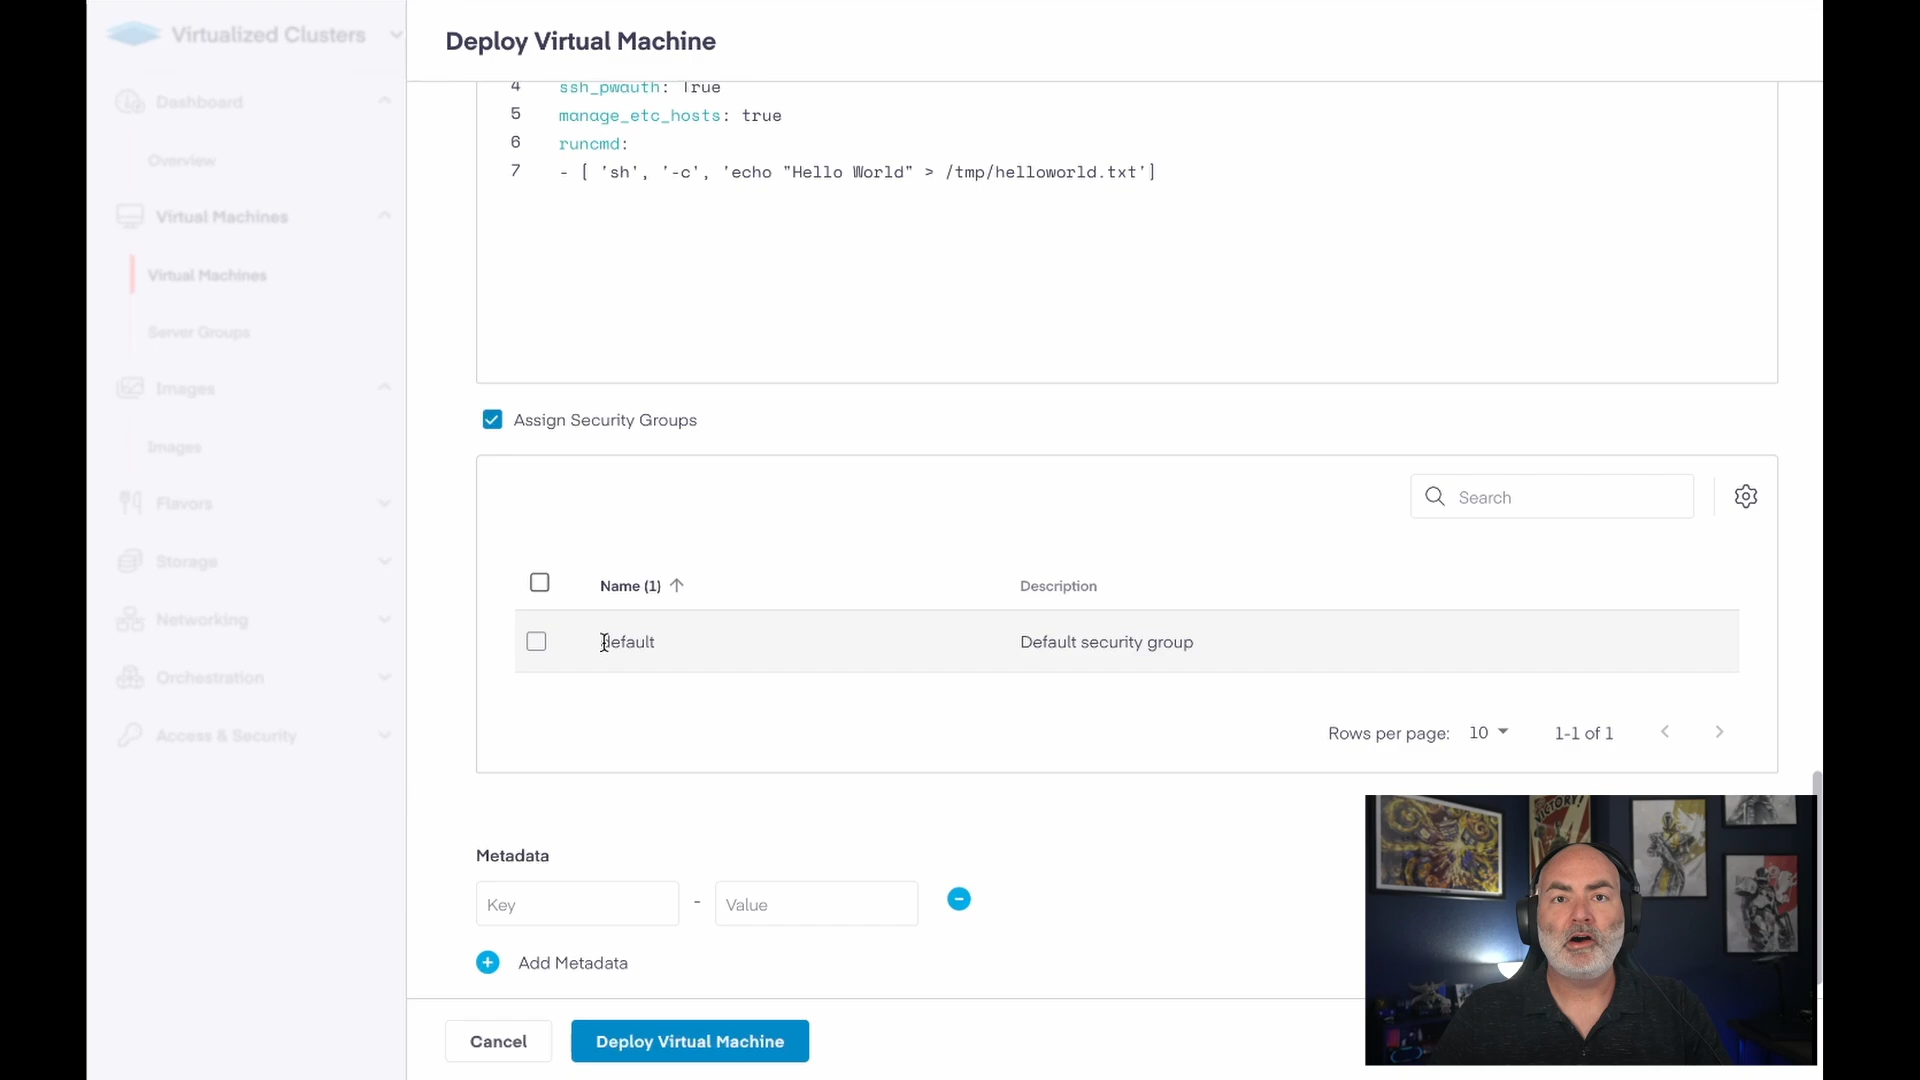 Virtualized Clusters
Dashboard
Overview
Virtual Machines
Virtual Machines
Server Groups
Images
Images
Flavors
Storage
Networking
Orchestration
Access & Security
Deploy Virtual Machine
4 ssh_pwauth: True
5 manage_etc_hosts: true
6 runcmd:
7 - [ 'sh', '-c', 'echo "Hello World" > /tmp/helloworld.txt']
Assign Security Groups
Search
Name (1) Description
default Default security group
Rows per page: 10 1-1 of 1
Metadata
Key - Value
Add Metadata
Cancel Deploy Virtual Machine
VICTORY!